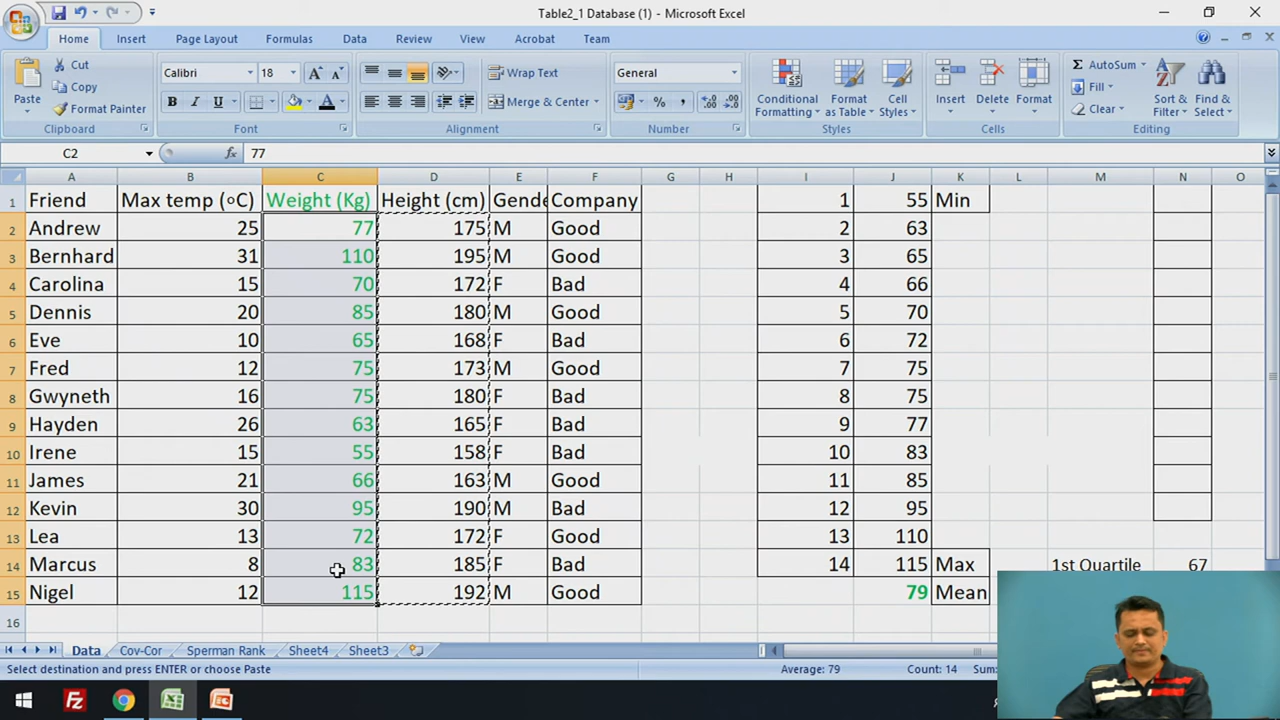 Table2_1 Database (1) - Microsoft Excel
Home Insert Page Layout Formulas Data Review View Acrobat Team
Cut
Copy
Format Painter
Paste
Clipboard
Calibri 18
B I U
Font
Wrap Text
Merge & Center
Alignment
General
% ,
Number
Conditional Formatting
Format as Table
Cell Styles
Styles
Insert Delete Format
Cells
AutoSum
Fill
Clear
Sort & Filter
Find & Select
Editing
C2 fx 77
A B C D E F G H I J K L M N O
1 Friend Max temp (०C) Weight (Kg) Height (cm) Gende Company 1 55 Min
2 Andrew 25 77 175 M Good 2 63
3 Bernhard 31 110 195 M Good 3 65
4 Carolina 15 70 172 F Bad 4 66
5 Dennis 20 85 180 M Good 5 70
6 Eve 10 65 168 F Bad 6 72
7 Fred 12 75 173 M Good 7 75
8 Gwyneth 16 75 180 F Bad 8 75
9 Hayden 26 63 165 F Bad 9 77
10 Irene 15 55 158 F Bad 10 83
11 James 21 66 163 M Good 11 85
12 Kevin 30 95 190 M Good 12 95
13 Lea 13 72 172 F Good 13 110
14 Marcus 8 83 185 F Bad 14 115 Max 1st Quartile 67
15 Nigel 12 115 192 M Good 79 Mean
16
Data Cov-Cor Sperman Rank Sheet4 Sheet3
Select destination and press ENTER or choose Paste Average: 79 Count: 14 Sum: